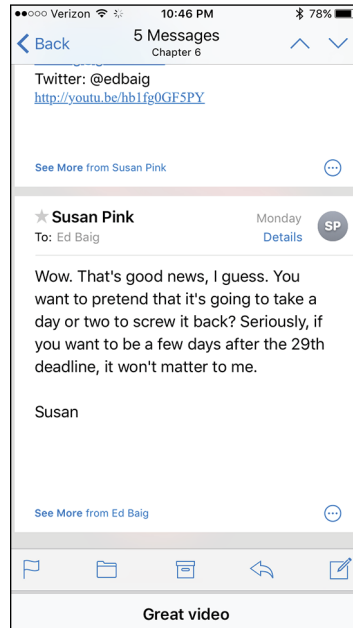 Verizon 10:46 PM 78%
Back 5 Messages
Chapter 6
Twitter: @edbaig
http://youtu.be/hb1fg0GF5PY
See More from Susan Pink
Susan Pink Monday SP
To: Ed Baig Details
Wow. That's good news, I guess. You
want to pretend that it's going to take a
day or two to screw it back? Seriously, if
you want to be a few days after the 29th
deadline, it won't matter to me.
Susan
See More from Ed Baig
Great video